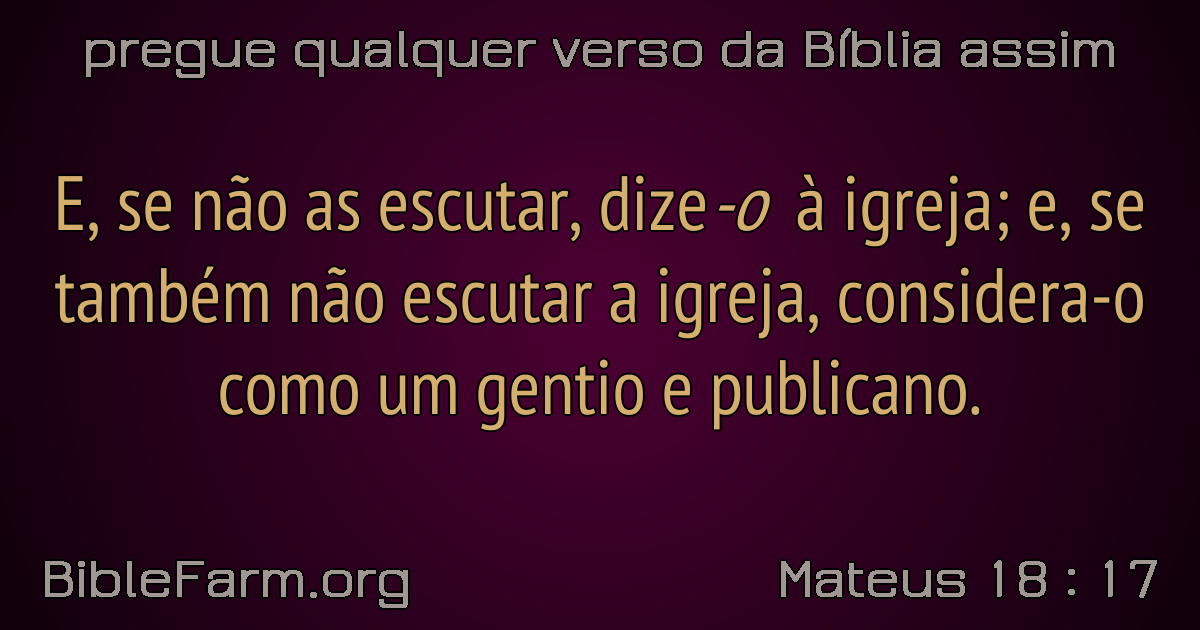 pregue qualquer verso da Bíblia assim
E, se não as escutar, dize-o à igreja; e, se
também não escutar a igreja, considera-o
como um gentio e publicano.
BibleFarm.org
Mateus 18 : 17